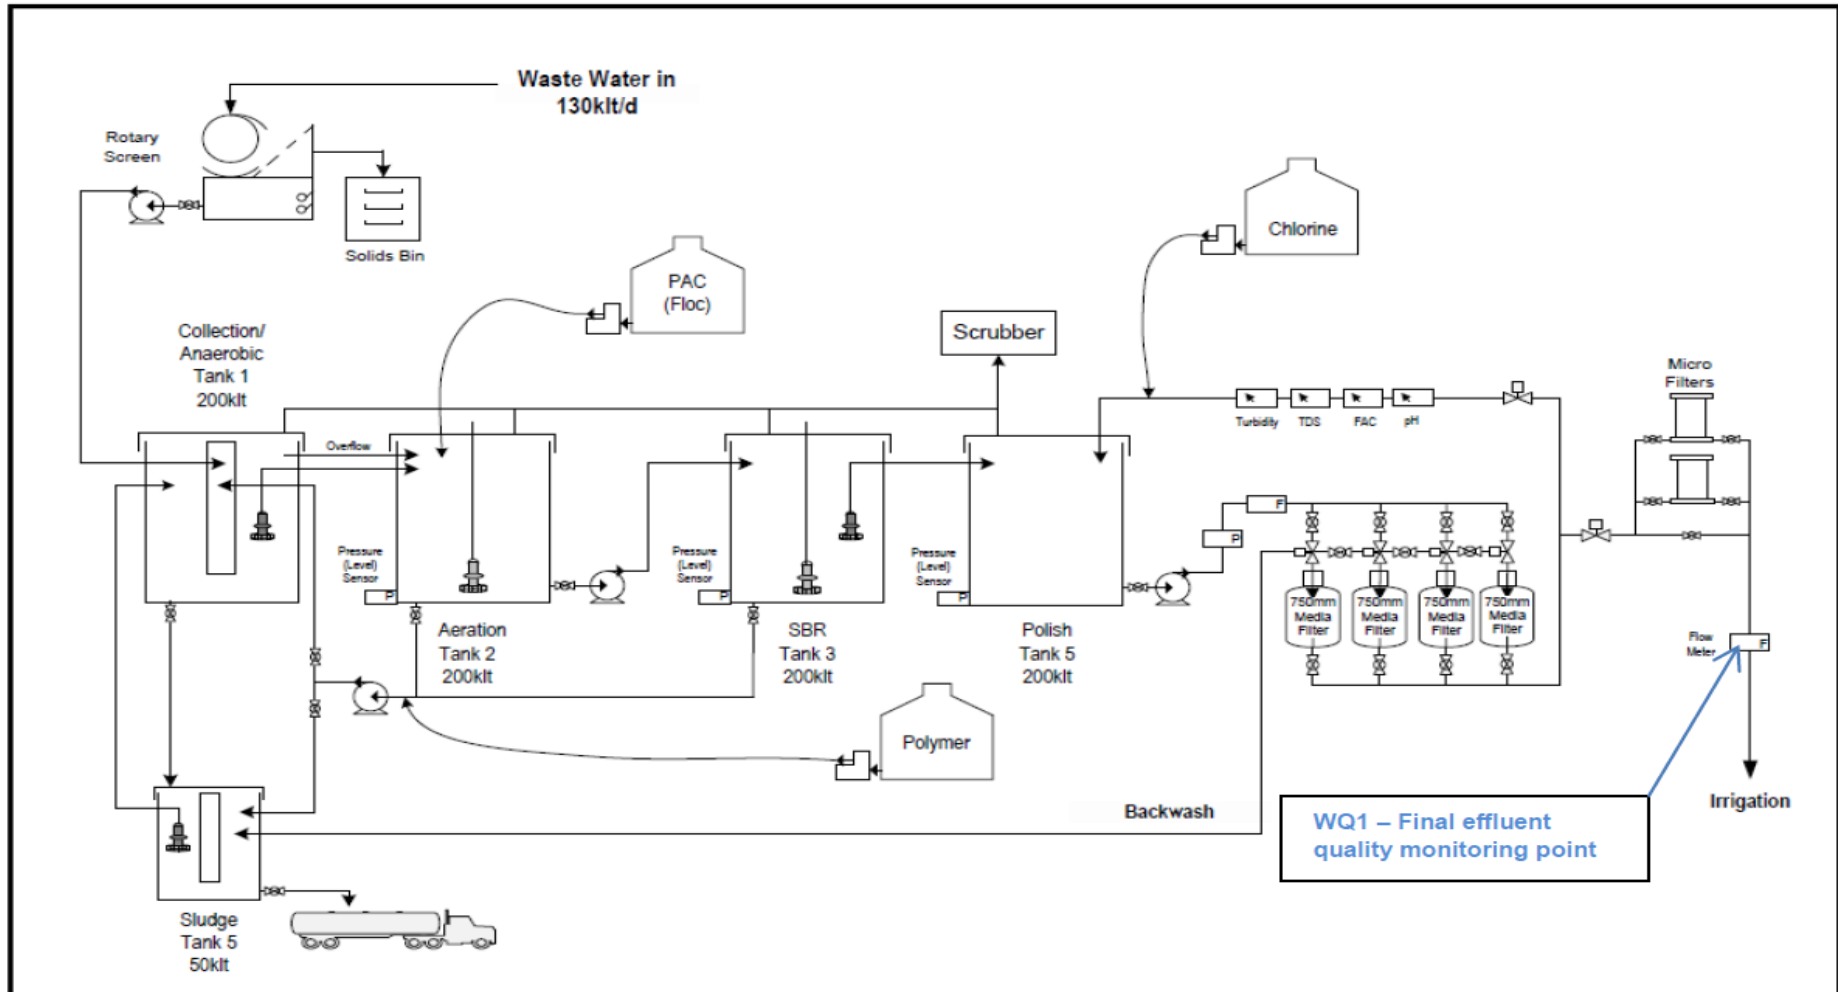 Waste Water in
130klt/d
Rotary
Screen
Solids Bin
PAC
(Floc)
Chlorine
Scrubber
Collection/
Anaerobic
Tank 1
200klt
Overflow
Turbidity
TDS
FAC
pH
Micro
Filters
Pressure
(Level)
Sensor
P
Pressure
(Level)
Sensor
P
Pressure
(Level)
Sensor
P
P
F
750mm
Media
Filter
750mm
Media
Filter
750mm
Media
Filter
750mm
Media
Filter
Flow
Meter
F
Aeration
Tank 2
200klt
SBR
Tank 3
200klt
Polish
Tank 5
200klt
Polymer
Backwash
WQ1 – Final effluent
quality monitoring point
Irrigation
Sludge
Tank 5
50klt